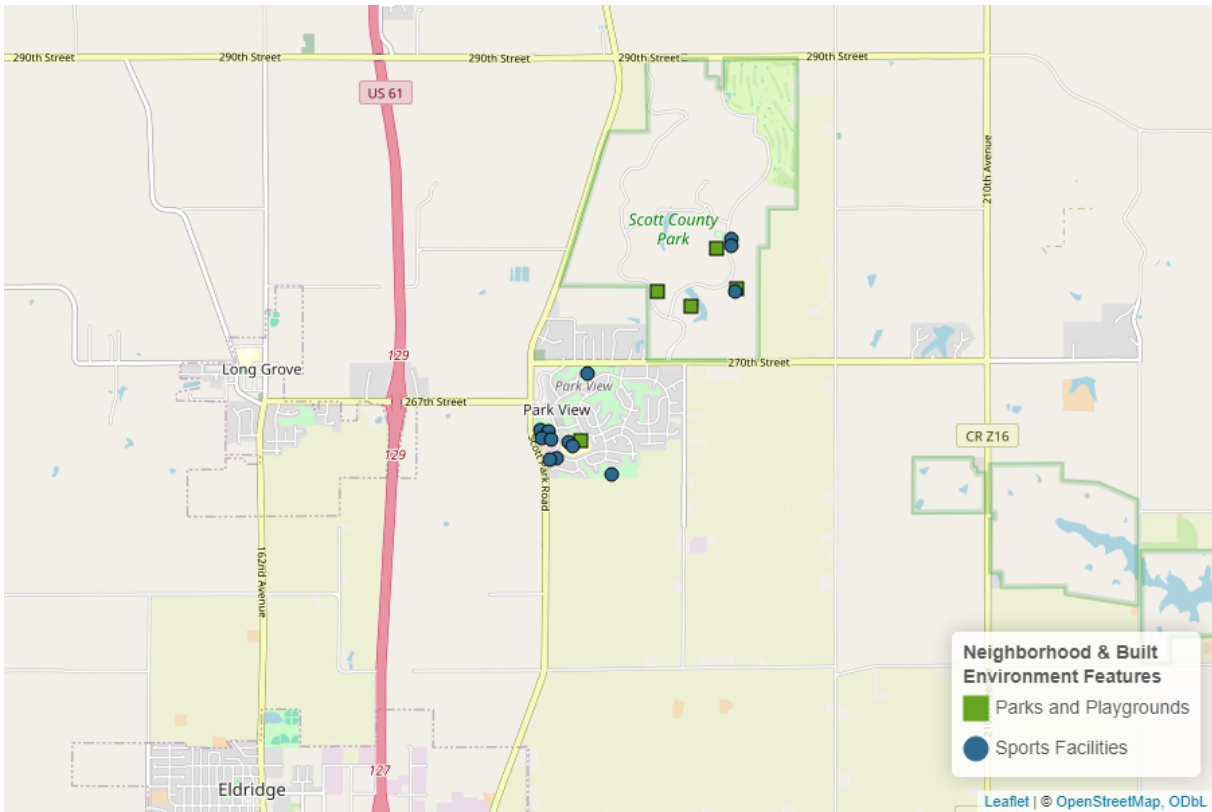 290th Street
290th Street
290th Street
290th Street
290th Street
US 61
210th Avenue
Scott County
Park
129
Long Grove
270th Street
Park View
267th Street
Park View
CR Z16
129
Scott Park Road
162nd Avenue
Neighborhood & Built
Environment Features
Parks and Playgrounds
Sports Facilities
127
Eldridge
Leaflet | © OpenStreetMap, ODbL